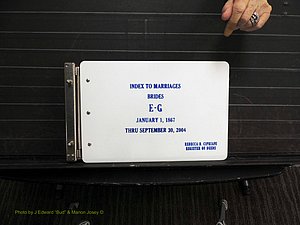 INDEX TO MARRIAGES
BRIDES
E-G
JANUARY 1, 1867
THRU SEPTEMBER 30, 2004
REBECCA R. CIPRIANI
REGISTER OF DEEDS
Photo by J Edward "Bud" & Marion Josey ©